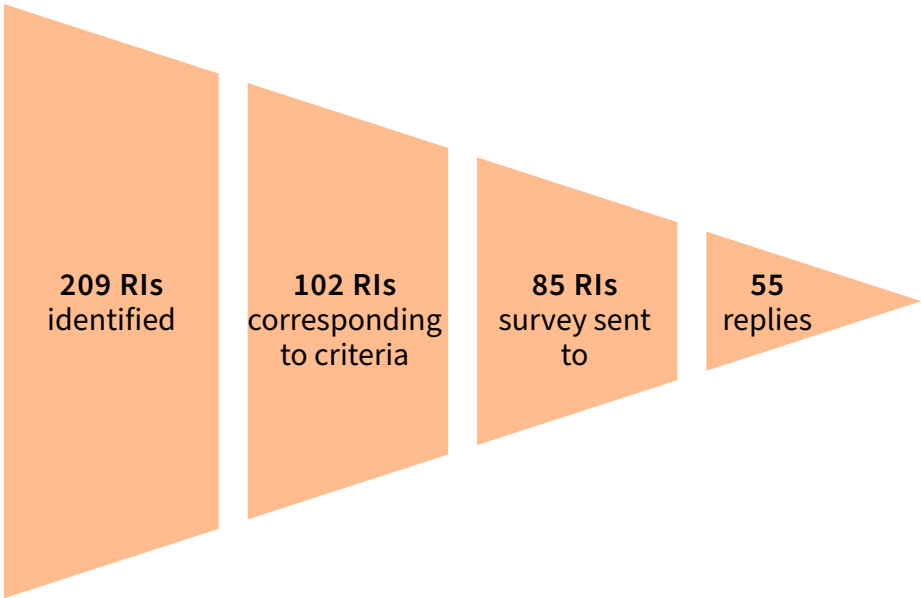 209 RIs
identified
102 RIs
corresponding
to criteria
85 RIs
survey sent
to
55
replies